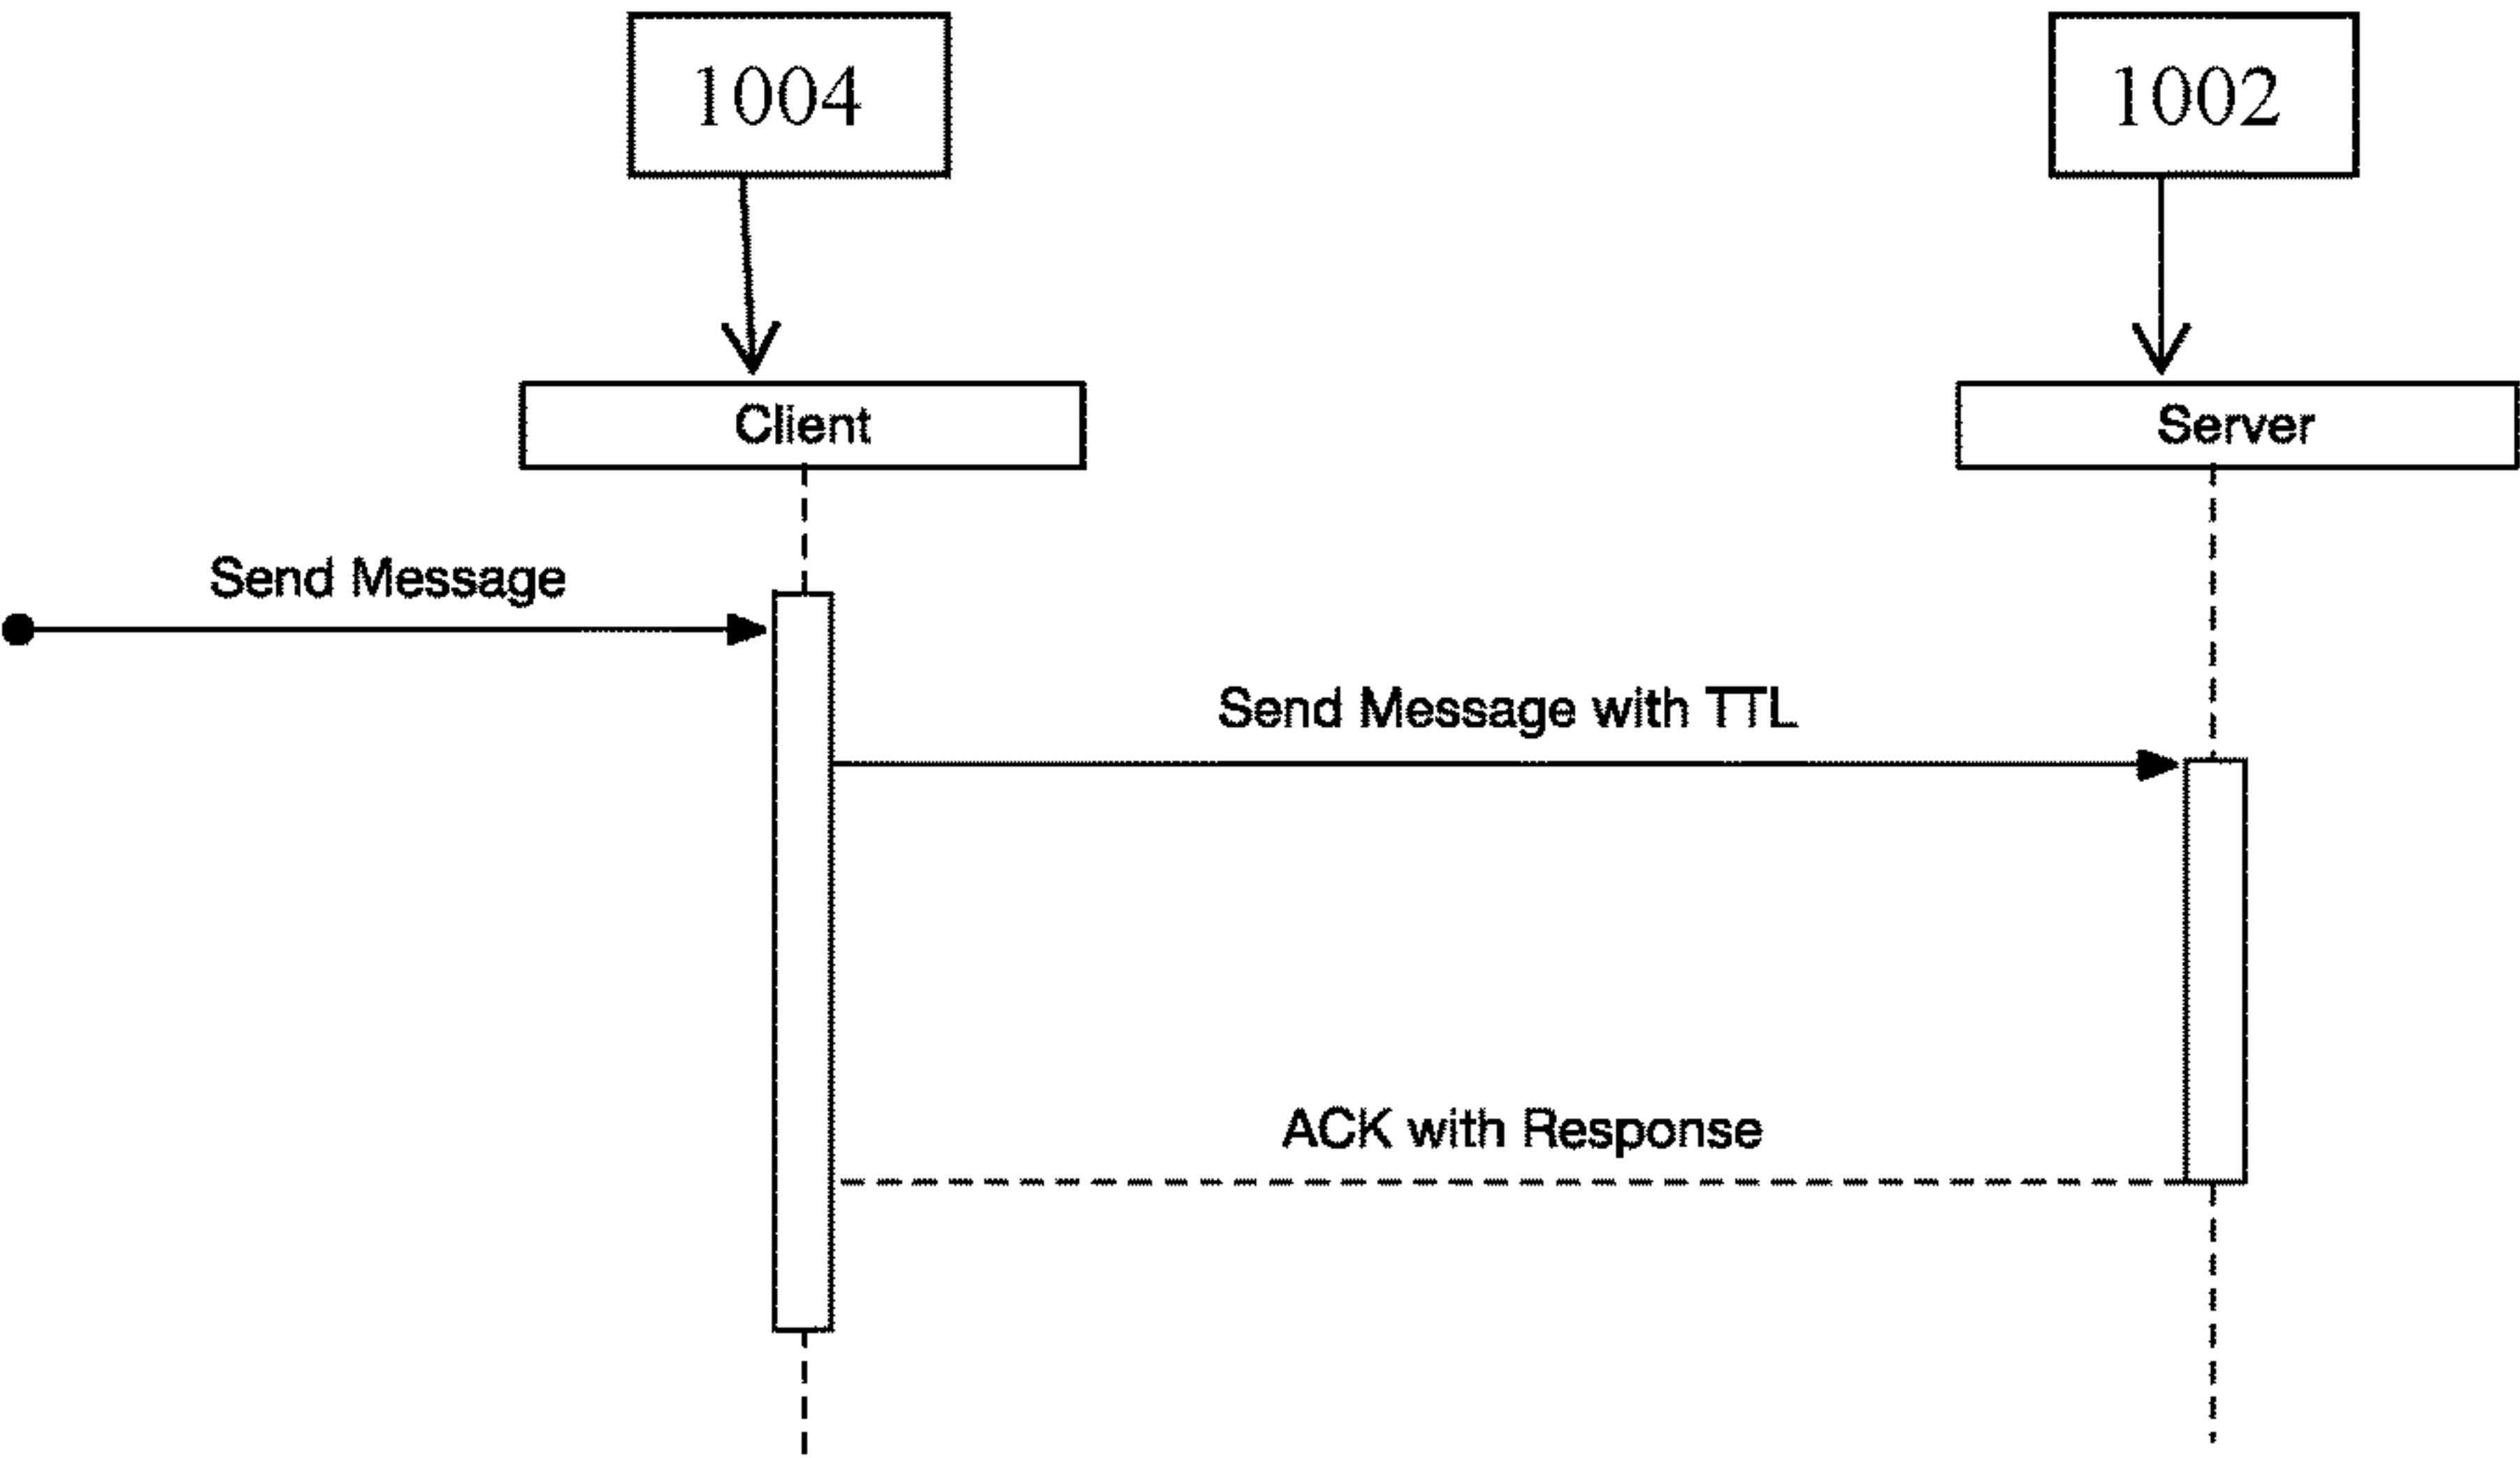 1004
1002
Client
Server
Send Message
Send Message with TTL
ACK with Response